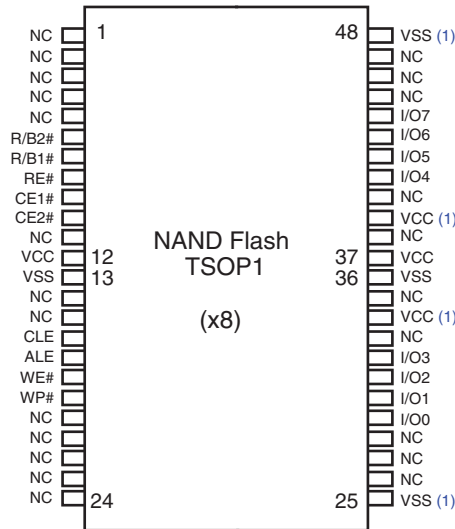 NC 1 48 VSS (1)
NC NC
NC NC
NC NC
NC I/O7
R/B2# I/O6
R/B1# I/O5
RE# I/O4
CE1# NC
CE2# VCC (1)
NC NC
VCC 12 NAND Flash 37 VCC
VSS 13 TSOP1 36 VSS
NC NC
NC (x8) VCC (1)
CLE NC
ALE I/O3
WE# I/O2
WP# I/O1
NC I/O0
NC NC
NC NC
NC NC
NC 24 25 VSS (1)